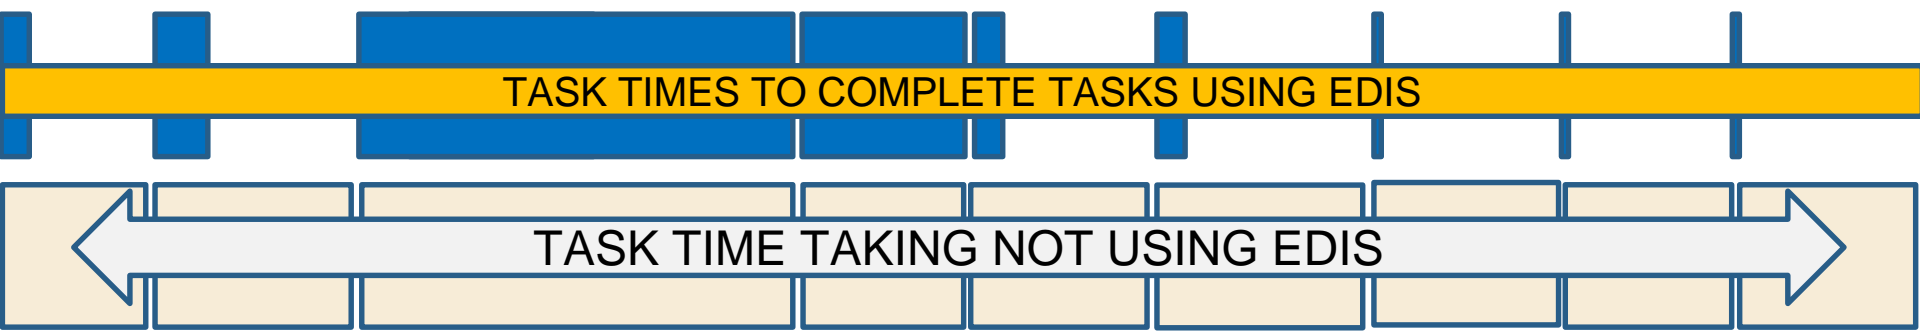 TASK TIMES TO COMPLETE TASKS USING EDIS
TASK TIME TAKING NOT USING EDIS